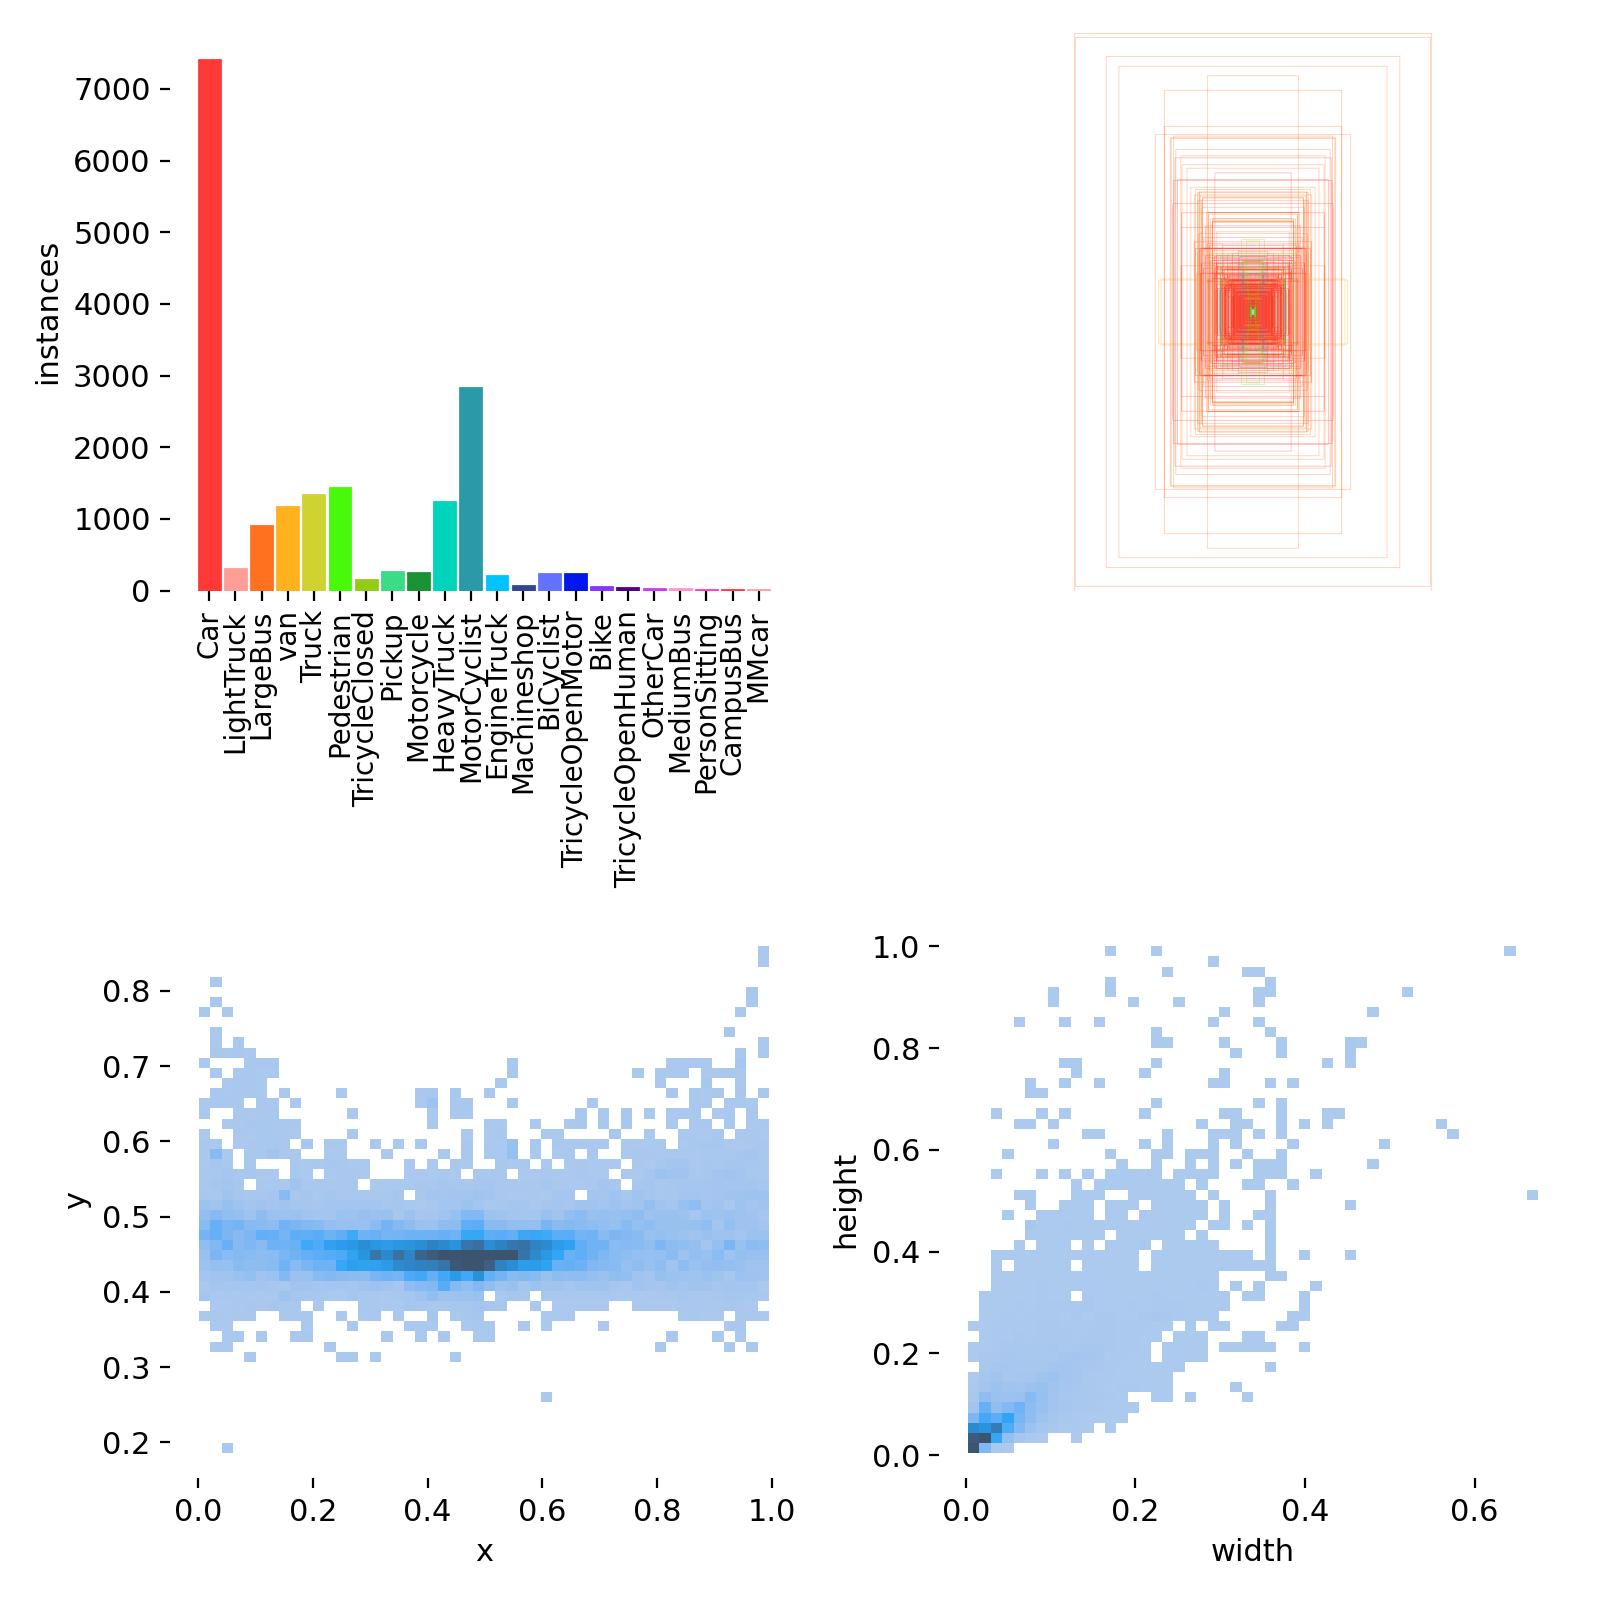 7000
6000
5000
4000
3000
2000
1000
0
instances
Car
LightTruck
LargeBus
van
Truck
Pedestrian
TricycleClosed
Pickup
Motorcycle
HeavyTruck
MotorCyclist
EngineTruck
Machineshop
BiCyclist
TricycleOpenMotor
Bike
TricycleOpenHuman
OtherCar
MediumBus
PersonSitting
CampusBus
MMcar
0.8
0.7
0.6
0.5
0.4
0.3
0.2
y
0.0 0.2 0.4 0.6 0.8 1.0
x
1.0
0.8
0.6
0.4
0.2
0.0
height
0.0 0.2 0.4 0.6
width